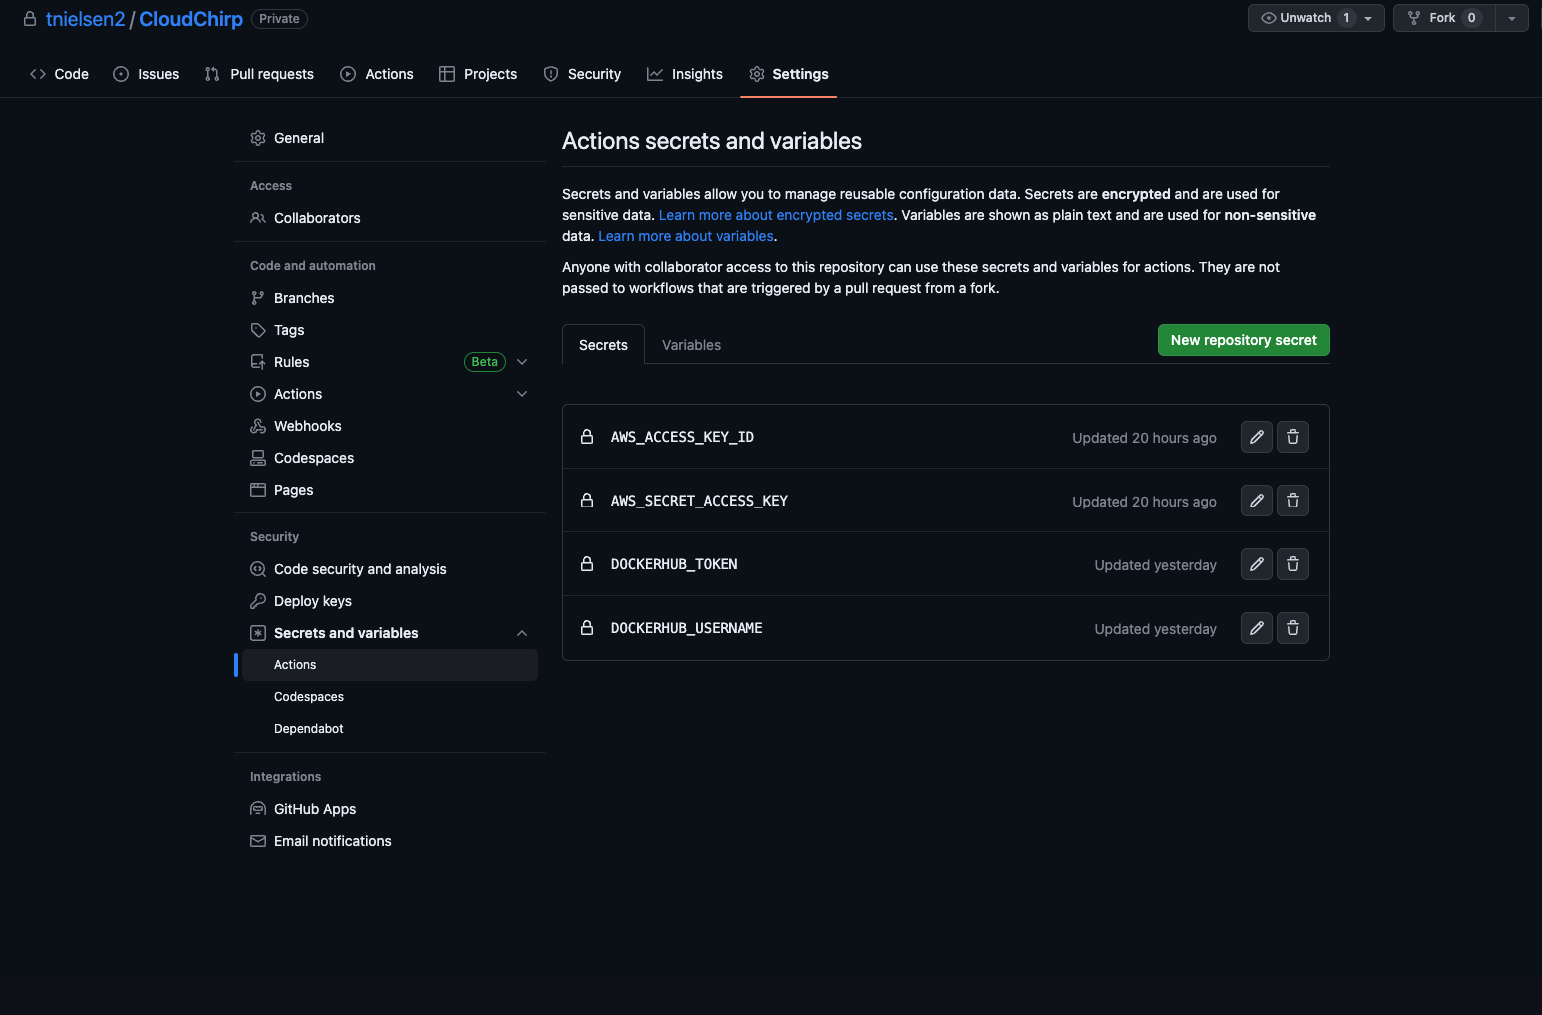 tnielsen2 / CloudChirp Private
Unwatch 1
Fork 0
Code
Issues
Pull requests
Actions
Projects
Security
Insights
Settings
General
Access
Collaborators
Code and automation
Branches
Tags
Rules Beta
Actions
Webhooks
Codespaces
Pages
Security
Code security and analysis
Deploy keys
Secrets and variables
Actions
Codespaces
Dependabot
Integrations
GitHub Apps
Email notifications
Actions secrets and variables
Secrets and variables allow you to manage reusable configuration data. Secrets are encrypted and are used for
sensitive data. Learn more about encrypted secrets. Variables are shown as plain text and are used for non-sensitive
data. Learn more about variables.
Anyone with collaborator access to this repository can use these secrets and variables for actions. They are not
passed to workflows that are triggered by a pull request from a fork.
Secrets
Variables
New repository secret
AWS_ACCESS_KEY_ID Updated 20 hours ago
AWS_SECRET_ACCESS_KEY Updated 20 hours ago
DOCKERHUB_TOKEN Updated yesterday
DOCKERHUB_USERNAME Updated yesterday